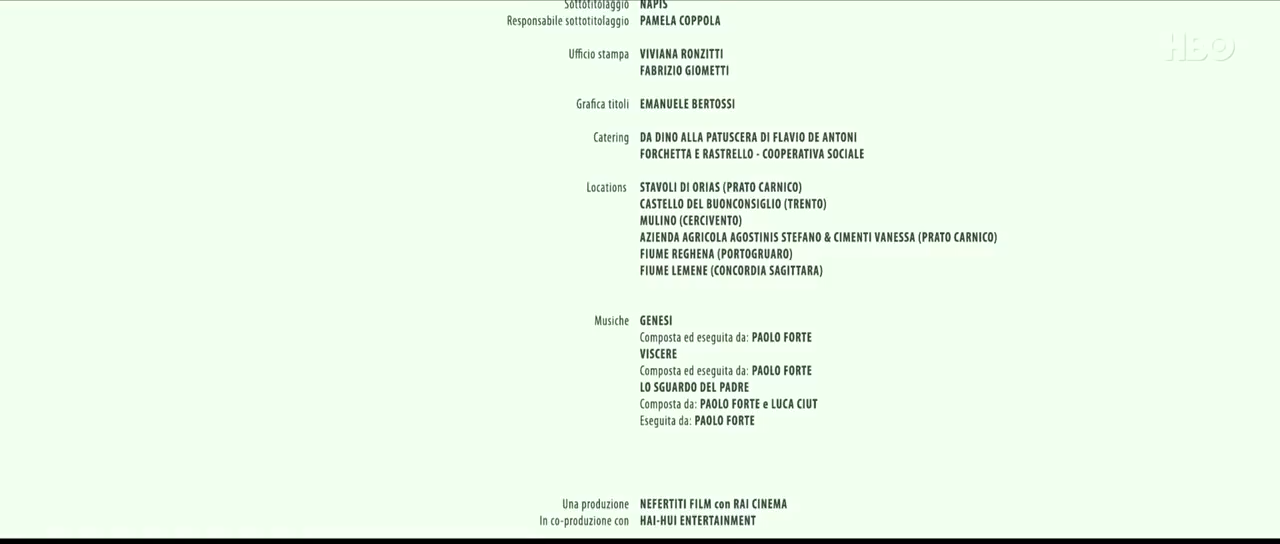 Sottotitolaggio NAPIS
Responsabile sottotitolaggio PAMELA COPPOLA
HBO
Ufficio stampa VIVIANA RONZITTI
FABRIZIO GIOMETTI
Grafica titoli EMANUELE BERTOSSI
Catering DA DINO ALLA PATUSCERA DI FLAVIO DE ANTONI
FORCHETTA E RASTRELLO - COOPERATIVA SOCIALE
Locations STAVOLI DI ORIAS (PRATO CARNICO)
CASTELLO DEL BUONCONSIGLIO (TRENTO)
MULINO (CERCIVENTO)
AZIENDA AGRICOLA AGOSTINIS STEFANO & CIMENTI VANESSA (PRATO CARNICO)
FIUME REGHENA (PORTOGRUARO)
FIUME LEMENE (CONCORDIA SAGITTARA)
Musiche GENESI
Composta ed eseguita da: PAOLO FORTE
VISCERE
Composta ed eseguita da: PAOLO FORTE
LO SGUARDO DEL PADRE
Composta da: PAOLO FORTE e LUCA CIUT
Eseguita da: PAOLO FORTE
Una produzione NEFERTITI FILM con RAI CINEMA
In co-produzione con HAI-HUI ENTERTAINMENT